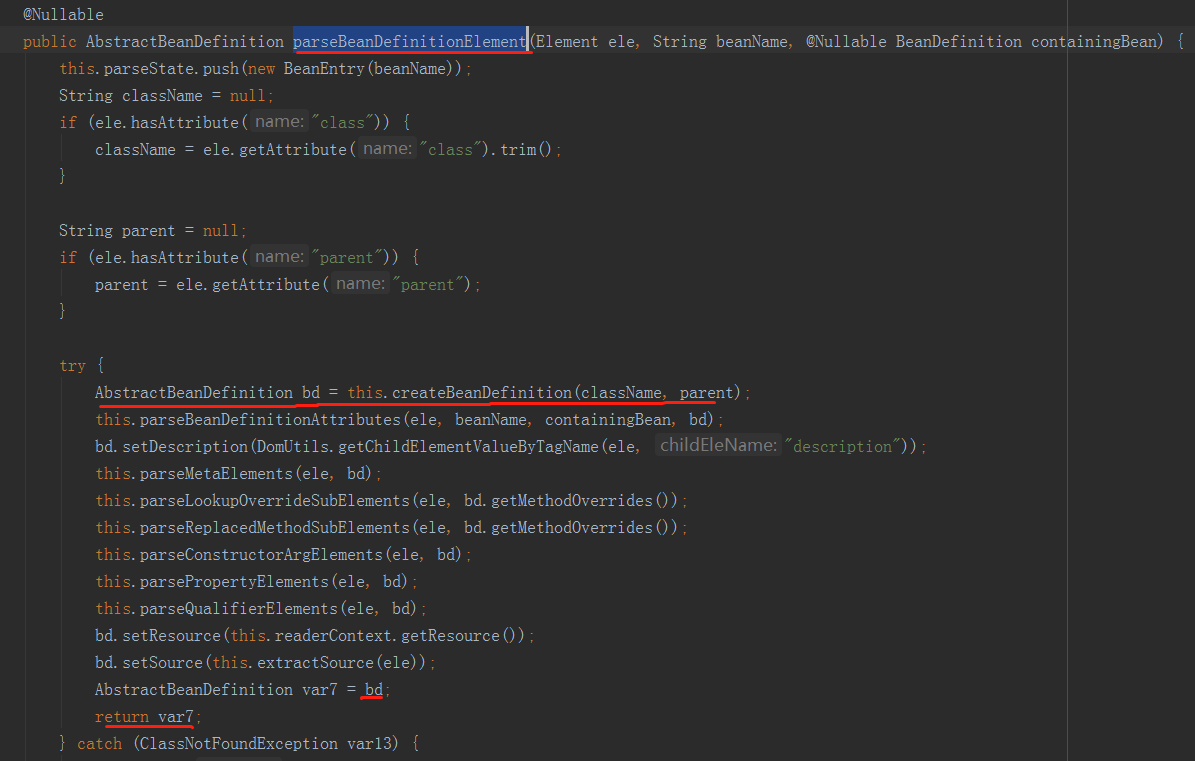 @Nullable
public AbstractBeanDefinition parseBeanDefinitionElement(Element ele, String beanName, @Nullable BeanDefinition containingBean) {
this.parseState.push(new BeanEntry(beanName));
String className = null;
if (ele.hasAttribute( name: "class")) {
className = ele.getAttribute( name: "class").trim();
}
String parent = null;
if (ele.hasAttribute( name: "parent")) {
parent = ele.getAttribute( name: "parent");
}
try {
AbstractBeanDefinition bd = this.createBeanDefinition(className, parent);
this.parseBeanDefinitionAttributes(ele, beanName, containingBean, bd);
bd.setDescription(DomUtils.getChildElementValueByTagName(ele, childEleName: "description"));
this.parseMetaElements(ele, bd);
this.parseLookupOverrideSubElements(ele, bd.getMethodOverrides());
this.parseReplacedMethodSubElements(ele, bd.getMethodOverrides());
this.parseConstructorArgElements(ele, bd);
this.parsePropertyElements(ele, bd);
this.parseQualifierElements(ele, bd);
bd.setResource(this.readerContext.getResource());
bd.setSource(this.extractSource(ele));
AbstractBeanDefinition var7 = bd;
return var7;
} catch (ClassNotFoundException var13) {